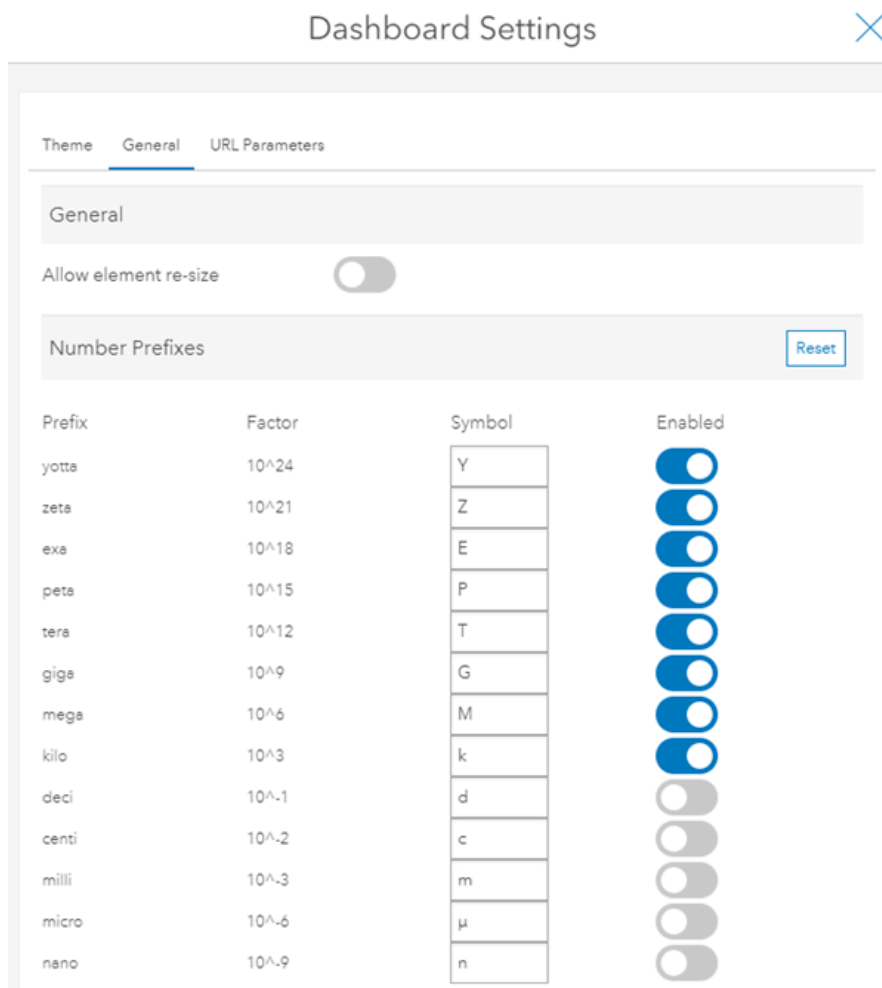 Dashboard Settings
Theme General URL Parameters
General
Allow element re-size
Number Prefixes Reset
Prefix Factor Symbol Enabled
yotta 10^24 Y
zeta 10^21 Z
exa 10^18 E
peta 10^15 P
tera 10^12 T
giga 10^9 G
mega 10^6 M
kilo 10^3 k
deci 10^-1 d
centi 10^-2 c
milli 10^-3 m
micro 10^-6 μ
nano 10^-9 n